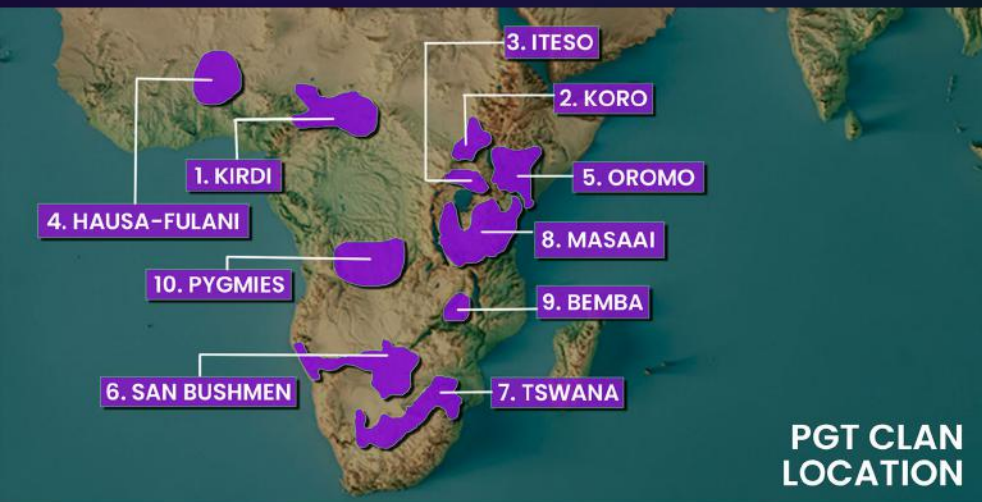 3. ITESO
2. KORO
1. KIRDI
5. OROMO
4. HAUSA-FULANI
8. MASAAI
10. PYGMIES
9. BEMBA
6. SAN BUSHMEN
7. TSWANA
PGT CLAN
LOCATION